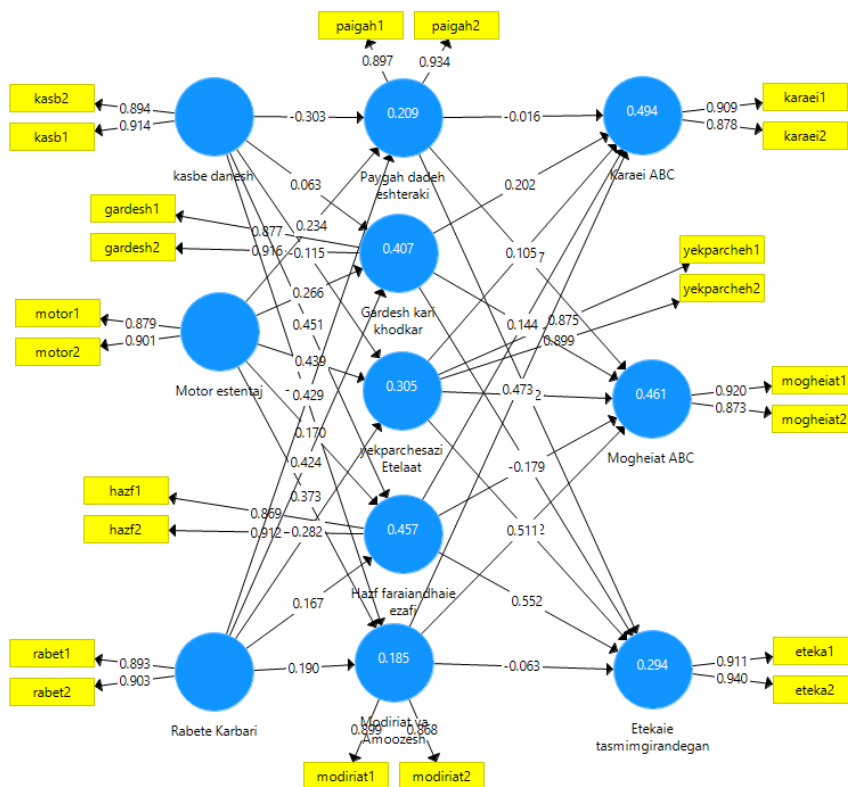 paigah1
paigah2
0.897
0.934
kasb2
0.894
kasb1
0.914
kasbe danesh
-0.303
0.209
Paygah dadeh
eshteraki
-0.016
0.494
Karaei ABC
0.909
karaei1
0.878
karaei2
0.063
0.202
gardesh1
0.877
gardesh2
0.916
-0.115
0.234
0.407
Gardesh kari
khodkar
0.105
yekparcheh1
yekparcheh2
0.875
0.899
0.144
motor1
0.879
motor2
0.901
Motor estentaj
0.266
0.451
0.439
0.429
0.170
0.305
yekparchesazi
Etelaat
0.473
0.461
Mogheiat ABC
0.920
mogheiat1
0.873
mogheiat2
-0.179
0.424
0.373
hazf1
0.869
hazf2
0.912
0.282
0.457
Hazf faraiandhaie
ezafi
0.511
0.552
0.167
rabet1
0.893
rabet2
0.903
Rabete Karbari
0.190
0.185
Modiriat va
Amoozesh
-0.063
0.294
Etekaie
tasmimgirandegan
0.911
eteka1
0.940
eteka2
0.899
0.868
modiriat1
modiriat2